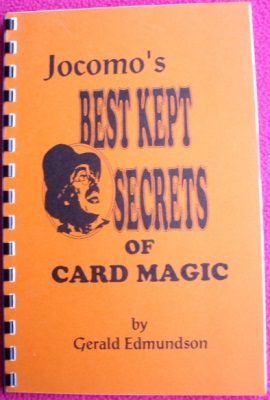 Jocomo's
BEST KEPT
SECRETS
OF
CARD MAGIC
by
Gerald Edmundson